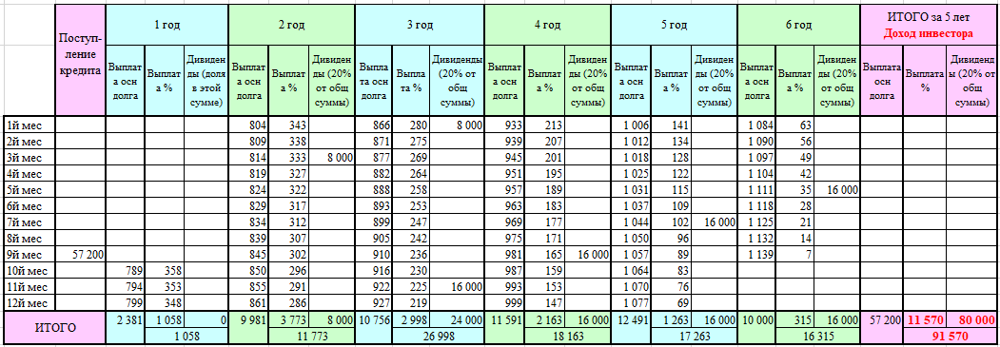 Поступ-ление кредита 1 год 2 год 3 год 4 год 5 год 6 год ИТОГО за 5 лет Доход инвестора
Выплата осн долга Выплата % Дивиденды (доля в этой сумме) Выплата осн долга Выплата % Дивиденды (20% от общ суммы) Выплата осн долга Выплата % Дивиденды (20% от общ суммы) Выплата осн долга Выплата % Дивиденды (20% от общ суммы) Выплата осн долга Выплата % Дивиденды (20% от общ суммы) Выплата осн долга Выплата % Дивиденды (20% от общ суммы) Выплата осн долга Выплата % Дивиденды (20% от общ суммы)
1й мес 804 343 866 280 8 000 933 213 1 006 141 1 084 63
2й мес 809 338 871 275 939 207 1 012 134 1 090 56
3й мес 814 333 8 000 877 269 945 201 1 018 128 1 097 49
4й мес 819 327 882 264 951 195 1 025 122 1 104 42
5й мес 824 322 888 258 957 189 1 031 115 1 111 35 16 000
6й мес 829 317 893 253 963 183 1 037 109 1 118 28
7й мес 834 312 899 247 969 177 1 044 102 16 000 1 125 21
8й мес 839 307 905 242 975 171 1 050 96 1 132 14
9й мес 57 200 845 302 910 236 981 165 16 000 1 057 89 1 139 7
10й мес 789 358 850 296 916 230 987 159 1 064 83
11й мес 794 353 855 291 922 225 16 000 993 153 1 070 76
12й мес 799 348 861 286 927 219 999 147 1 077 69
ИТОГО 2 381 1 058 0 9 981 3 773 8 000 10 756 2 998 24 000 11 591 2 163 16 000 12 491 1 263 16 000 10 000 315 16 000 57 200 11 570 80 000
1 058 11 773 26 998 18 163 17 263 16 315 91 570